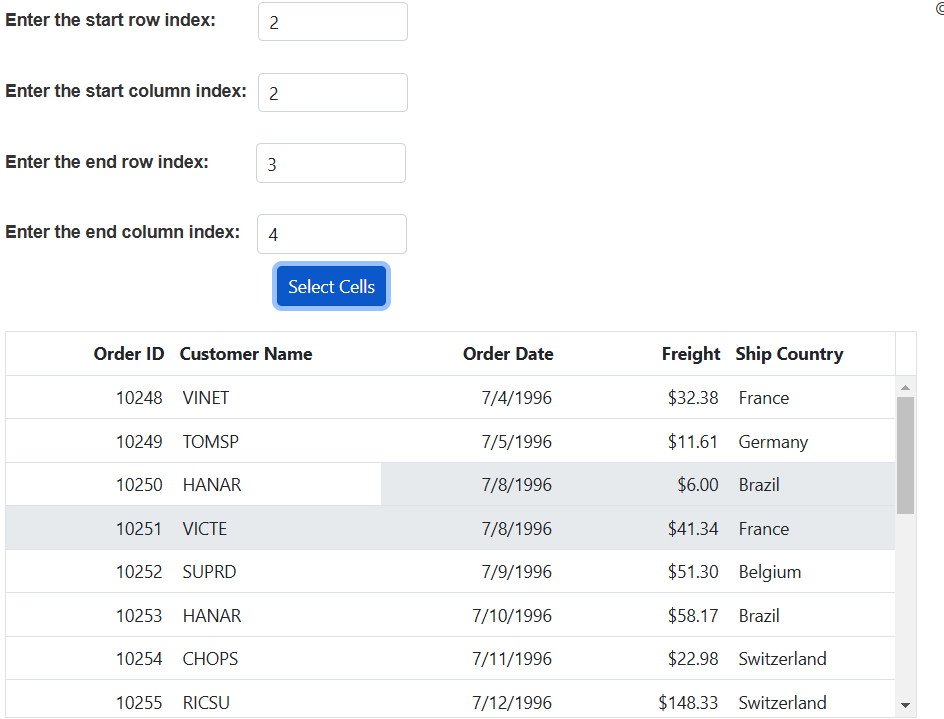 Enter the start row index: 2
Enter the start column index: 2
Enter the end row index: 3
Enter the end column index: 4
Select Cells
Order ID Customer Name Order Date Freight Ship Country
10248 VINET 7/4/1996 $32.38 France
10249 TOMSP 7/5/1996 $11.61 Germany
10250 HANAR 7/8/1996 $6.00 Brazil
10251 VICTE 7/8/1996 $41.34 France
10252 SUPRD 7/9/1996 $51.30 Belgium
10253 HANAR 7/10/1996 $58.17 Brazil
10254 CHOPS 7/11/1996 $22.98 Switzerland
10255 RICSU 7/12/1996 $148.33 Switzerland